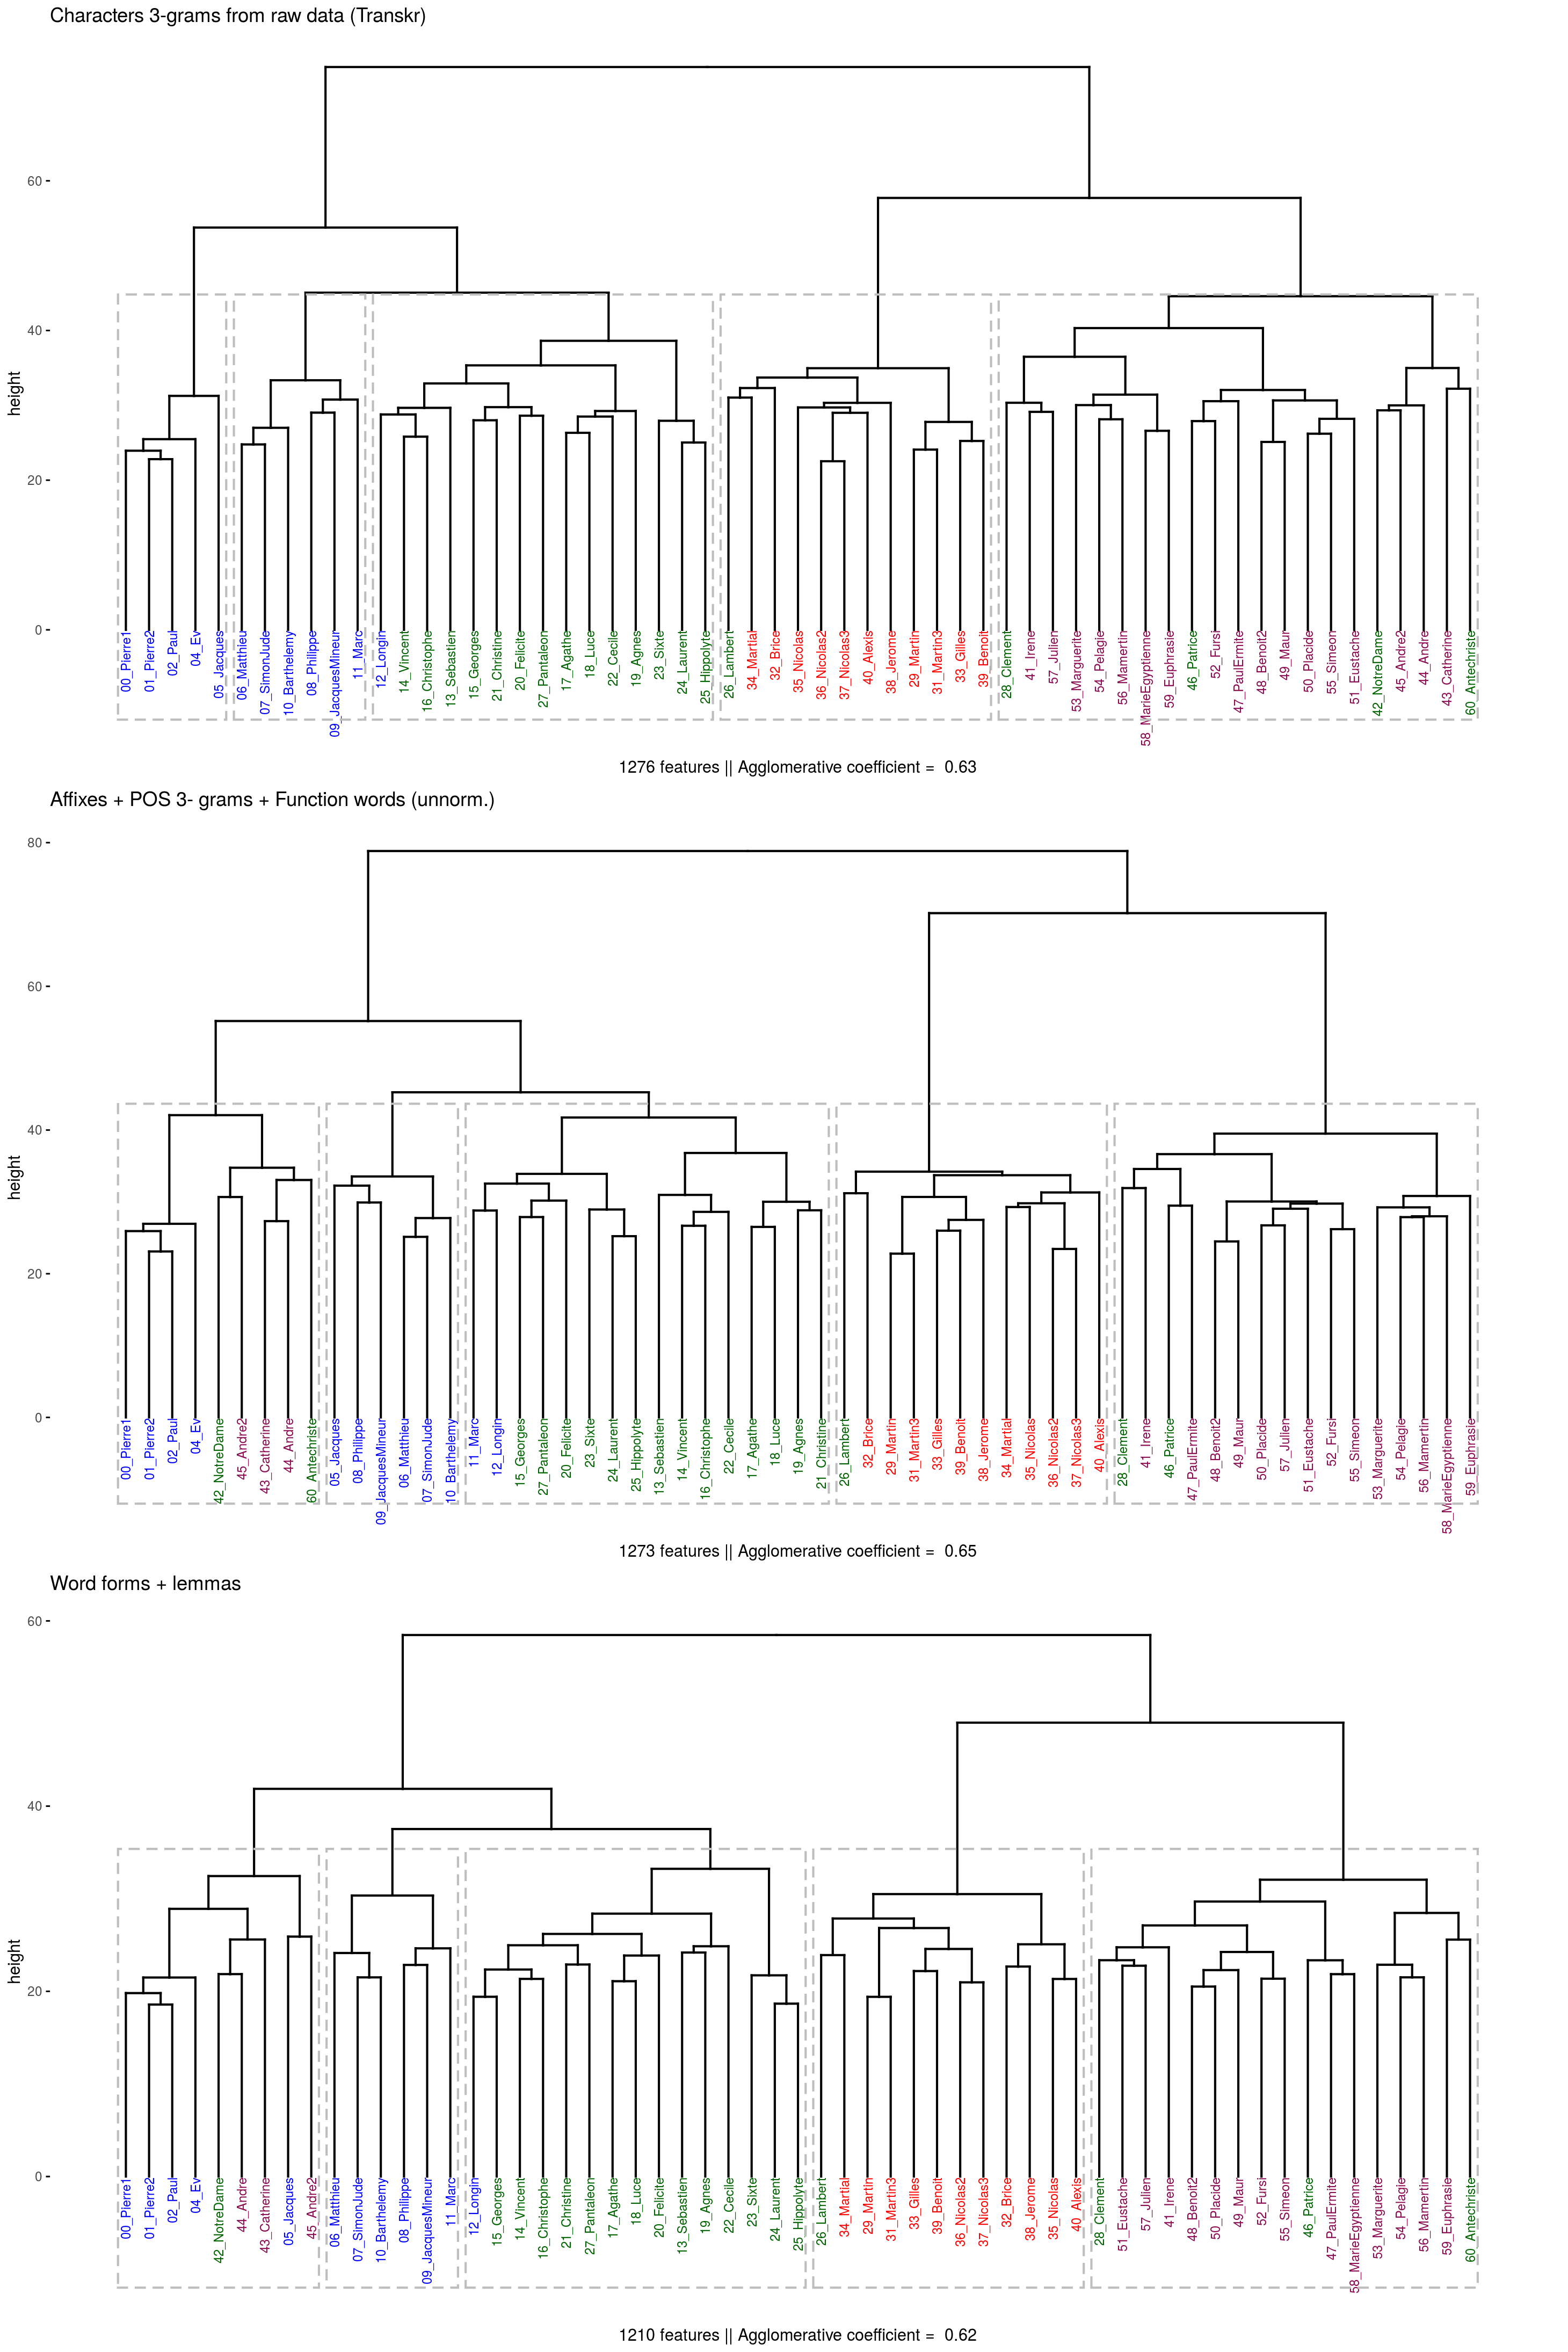 Characters 3-grams from raw data (Transkr)
height
60
40
20
0
00_Pierre1
01_Pierre2
02_Paul
04_Ev
05_Jacques
06_Matthieu
07_SimonJude
10_Barthelemy
08_Philippe
09_JacquesMineur
11_Marc
12_Longin
14_Vincent
16_Christophe
13_Sebastien
15_Georges
21_Christine
20_Felicite
27_Pantaleon
17_Agathe
18_Luce
22_Cecile
19_Agnes
23_Sixte
24_Laurent
25_Hippolyte
26_Lambert
34_Martial
32_Brice
35_Nicolas
36_Nicolas2
37_Nicolas3
40_Alexis
38_Jerome
29_Martin
31_Martin3
33_Gilles
39_Benoit
28_Clement
41_Irene
57_Julien
53_Marguerite
54_Pelagie
56_Mamertin
58_MarieEgyptienne
59_Euphrasie
46_Patrice
52_Fursi
47_PaulErmite
48_Benoit2
49_Maur
50_Placide
55_Simeon
51_Eustache
42_NotreDame
45_Andre2
44_Andre
43_Catherine
60_Antechriste
1276 features || Agglomerative coefficient = 0.63
Affixes + POS 3- grams + Function words (unnorm.)
height
80
60
40
20
0
00_Pierre1
01_Pierre2
02_Paul
04_Ev
42_NotreDame
45_Andre2
43_Catherine
44_Andre
60_Antechriste
05_Jacques
08_Philippe
09_JacquesMineur
06_Matthieu
07_SimonJude
10_Barthelemy
11_Marc
12_Longin
15_Georges
27_Pantaleon
20_Felicite
23_Sixte
24_Laurent
25_Hippolyte
13_Sebastien
14_Vincent
16_Christophe
22_Cecile
17_Agathe
18_Luce
19_Agnes
21_Christine
26_Lambert
32_Brice
29_Martin
31_Martin3
33_Gilles
39_Benoit
38_Jerome
34_Martial
35_Nicolas
36_Nicolas2
37_Nicolas3
40_Alexis
28_Clement
41_Irene
46_Patrice
47_PaulErmite
48_Benoit2
49_Maur
50_Placide
57_Julien
51_Eustache
52_Fursi
55_Simeon
53_Marguerite
54_Pelagie
56_Mamertin
58_MarieEgyptienne
59_Euphrasie
1273 features || Agglomerative coefficient = 0.65
Word forms + lemmas
height
60
40
20
0
00_Pierre1
01_Pierre2
02_Paul
04_Ev
42_NotreDame
44_Andre
43_Catherine
05_Jacques
45_Andre2
06_Matthieu
07_SimonJude
10_Barthelemy
08_Philippe
09_JacquesMineur
11_Marc
12_Longin
15_Georges
14_Vincent
16_Christophe
21_Christine
27_Pantaleon
17_Agathe
18_Luce
20_Felicite
13_Sebastien
19_Agnes
22_Cecile
23_Sixte
24_Laurent
25_Hippolyte
26_Lambert
34_Martial
29_Martin
31_Martin3
33_Gilles
39_Benoit
36_Nicolas2
37_Nicolas3
32_Brice
38_Jerome
35_Nicolas
40_Alexis
28_Clement
51_Eustache
57_Julien
41_Irene
48_Benoit2
50_Placide
49_Maur
52_Fursi
55_Simeon
46_Patrice
47_PaulErmite
58_MarieEgyptienne
53_Marguerite
54_Pelagie
56_Mamertin
59_Euphrasie
60_Antechriste
1210 features || Agglomerative coefficient = 0.62